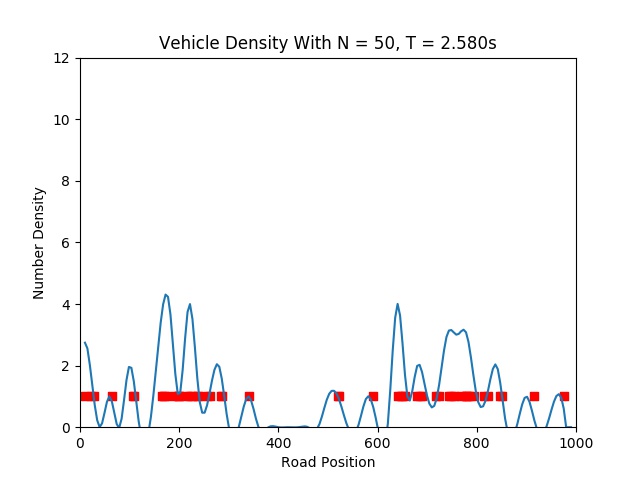 Vehicle Density With N = 50, T = 2.580s
12
10
8
6
4
2
0
Number Density
0 200 400 600 800 1000
Road Position